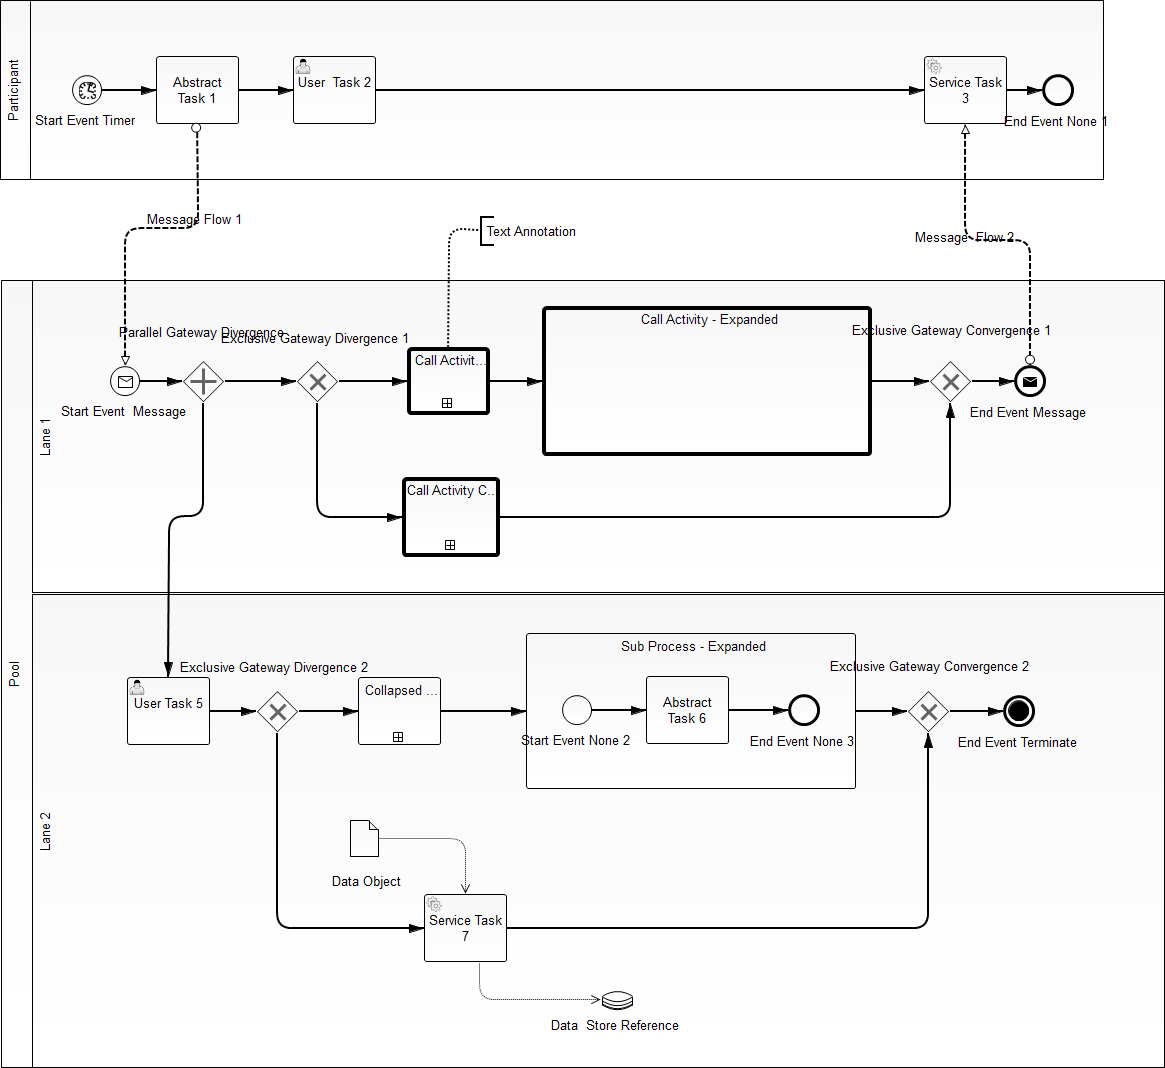 Participant
Start Event Timer
Abstract
Task 1
User  Task 2
Service Task
3
End Event None 1
Message Flow 1
Text Annotation
Message  Flow 2
Pool
Lane 1
Parallel Gateway Divergence
Exclusive Gateway Divergence 1
Call Activity - Expanded
Exclusive Gateway Convergence 1
Call Activit...
Start Event  Message
End Event Message
Call Activity C...
Lane 2
Exclusive Gateway Divergence 2
Sub Process - Expanded
Exclusive Gateway Convergence 2
User Task 5
Collapsed ...
Abstract
Task 6
Start Event None 2
End Event None 3
End Event Terminate
Data Object
Service Task
7
Data  Store Reference